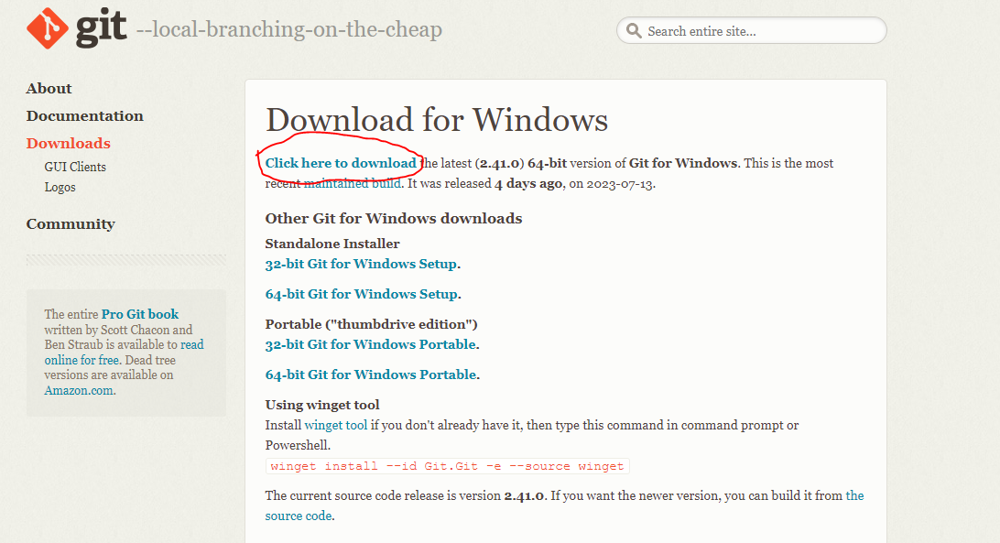 git --local-branching-on-the-cheap
Search entire site...
About
Documentation
Downloads
GUI Clients
Logos
Community
The entire Pro Git book
written by Scott Chacon and
Ben Straub is available to read
online for free. Dead tree
versions are available on
Amazon.com.
Download for Windows
Click here to download the latest (2.41.0) 64-bit version of Git for Windows. This is the most
recent maintained build. It was released 4 days ago, on 2023-07-13.
Other Git for Windows downloads
Standalone Installer
32-bit Git for Windows Setup.
64-bit Git for Windows Setup.
Portable ("thumbdrive edition")
32-bit Git for Windows Portable.
64-bit Git for Windows Portable.
Using winget tool
Install winget tool if you don't already have it, then type this command in command prompt or
Powershell.
winget install --id Git.Git -e --source winget
The current source code release is version 2.41.0. If you want the newer version, you can build it from the
source code.